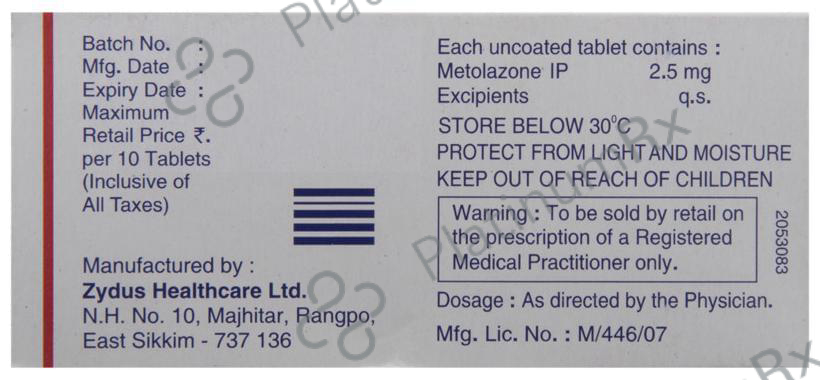 Batch No. :
Mfg. Date :
Expiry Date :
Maximum
Retail Price ₹.
per 10 Tablets
(Inclusive of
All Taxes)
Manufactured by :
Zydus Healthcare Ltd.
N.H. No. 10, Majhitar, Rangpo,
East Sikkim - 737 136
Each uncoated tablet contains :
Metolazone IP 2.5 mg
Excipients q.s.
STORE BELOW 30⁰C
PROTECT FROM LIGHT AND MOISTURE
KEEP OUT OF REACH OF CHILDREN
Warning : To be sold by retail on
the prescription of a Registered
Medical Practitioner only.
2053083
Dosage : As directed by the Physician.
Mfg. Lic. No. : M/446/07
PlatinumRx